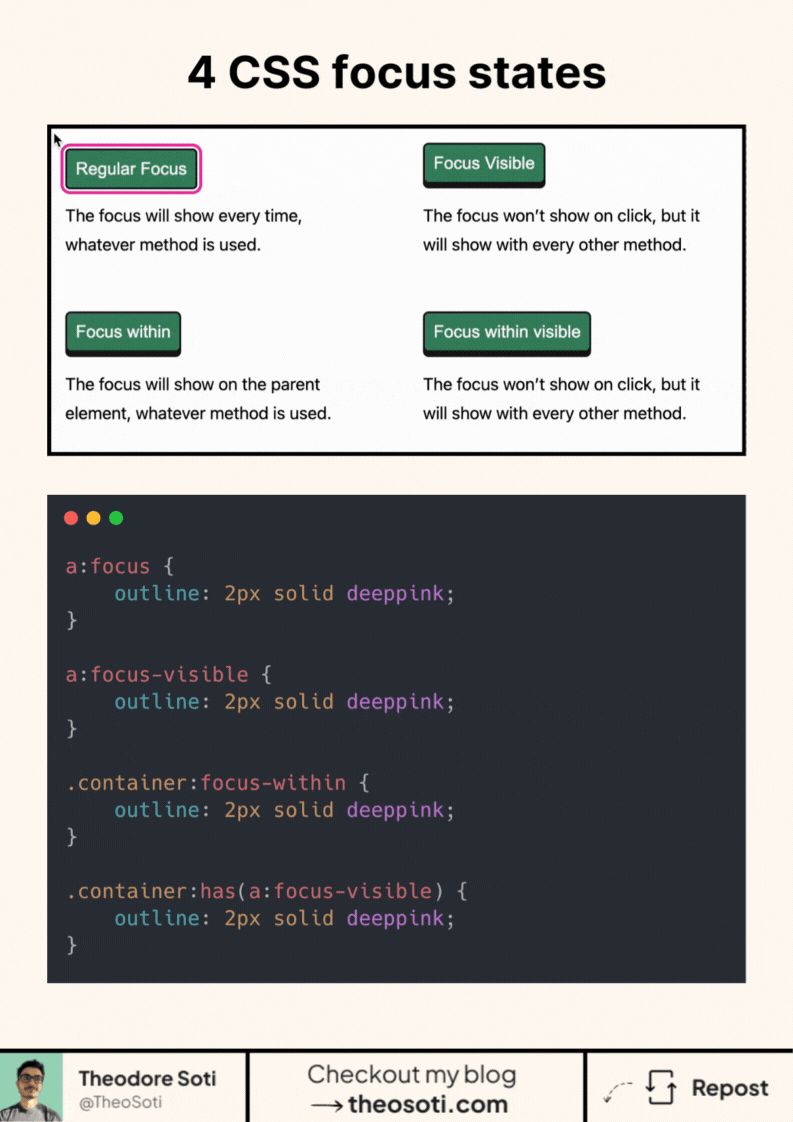 4 CSS focus states
Regular Focus
The focus will show every time,
whatever method is used.
Focus Visible
The focus won’t show on click, but it
will show with every other method.
Focus within
The focus will show on the parent
element, whatever method is used.
Focus within visible
The focus won’t show on click, but it
will show with every other method.
a:focus {
    outline: 2px solid deeppink;
}
a:focus-visible {
    outline: 2px solid deeppink;
}
.container:focus-within {
    outline: 2px solid deeppink;
}
.container:has(a:focus-visible) {
    outline: 2px solid deeppink;
}
Theodore Soti
@TheoSoti
Checkout my blog
→ theosoti.com
Repost